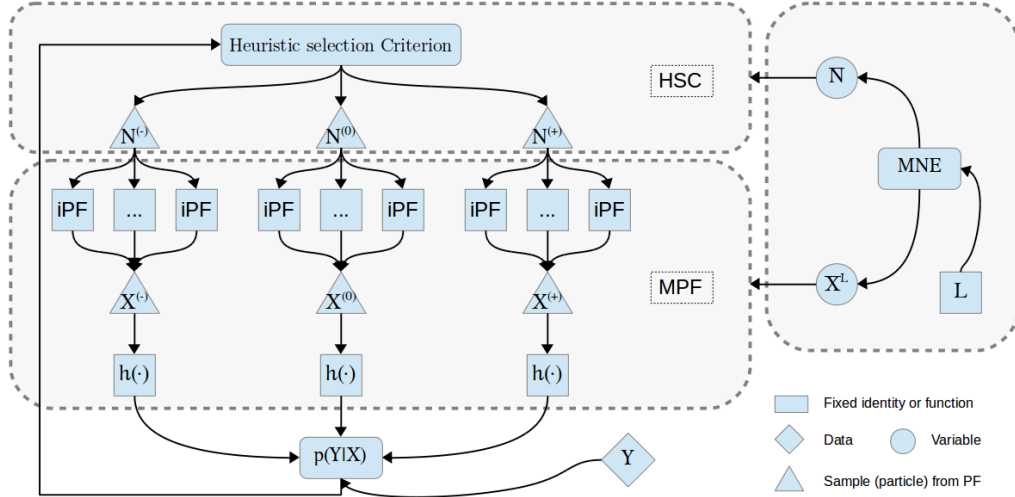 Heuristic selection Criterion
HSC
N
N(-)
N(0)
N(+)
MNE
iPF
...
iPF
iPF
...
iPF
iPF
...
iPF
X(-)
X(0)
X(+)
MPF
X^L
L
h(·)
h(·)
h(·)
Fixed identity or function
p(Y|X)
Y
Data
Variable
Sample (particle) from PF